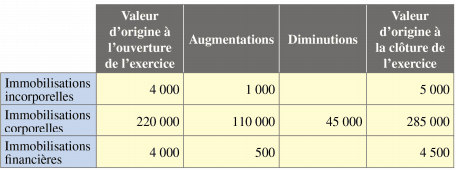 Valeur
d'origine à
l'ouverture
de l'exercice
Augmentations
Diminutions
Valeur
d'origine à
la clôture de
l'exercice
Immobilisations
incorporelles
4 000
1 000
5 000
Immobilisations
corporelles
220 000
110 000
45 000
285 000
Immobilisations
financières
4 000
500
4 500